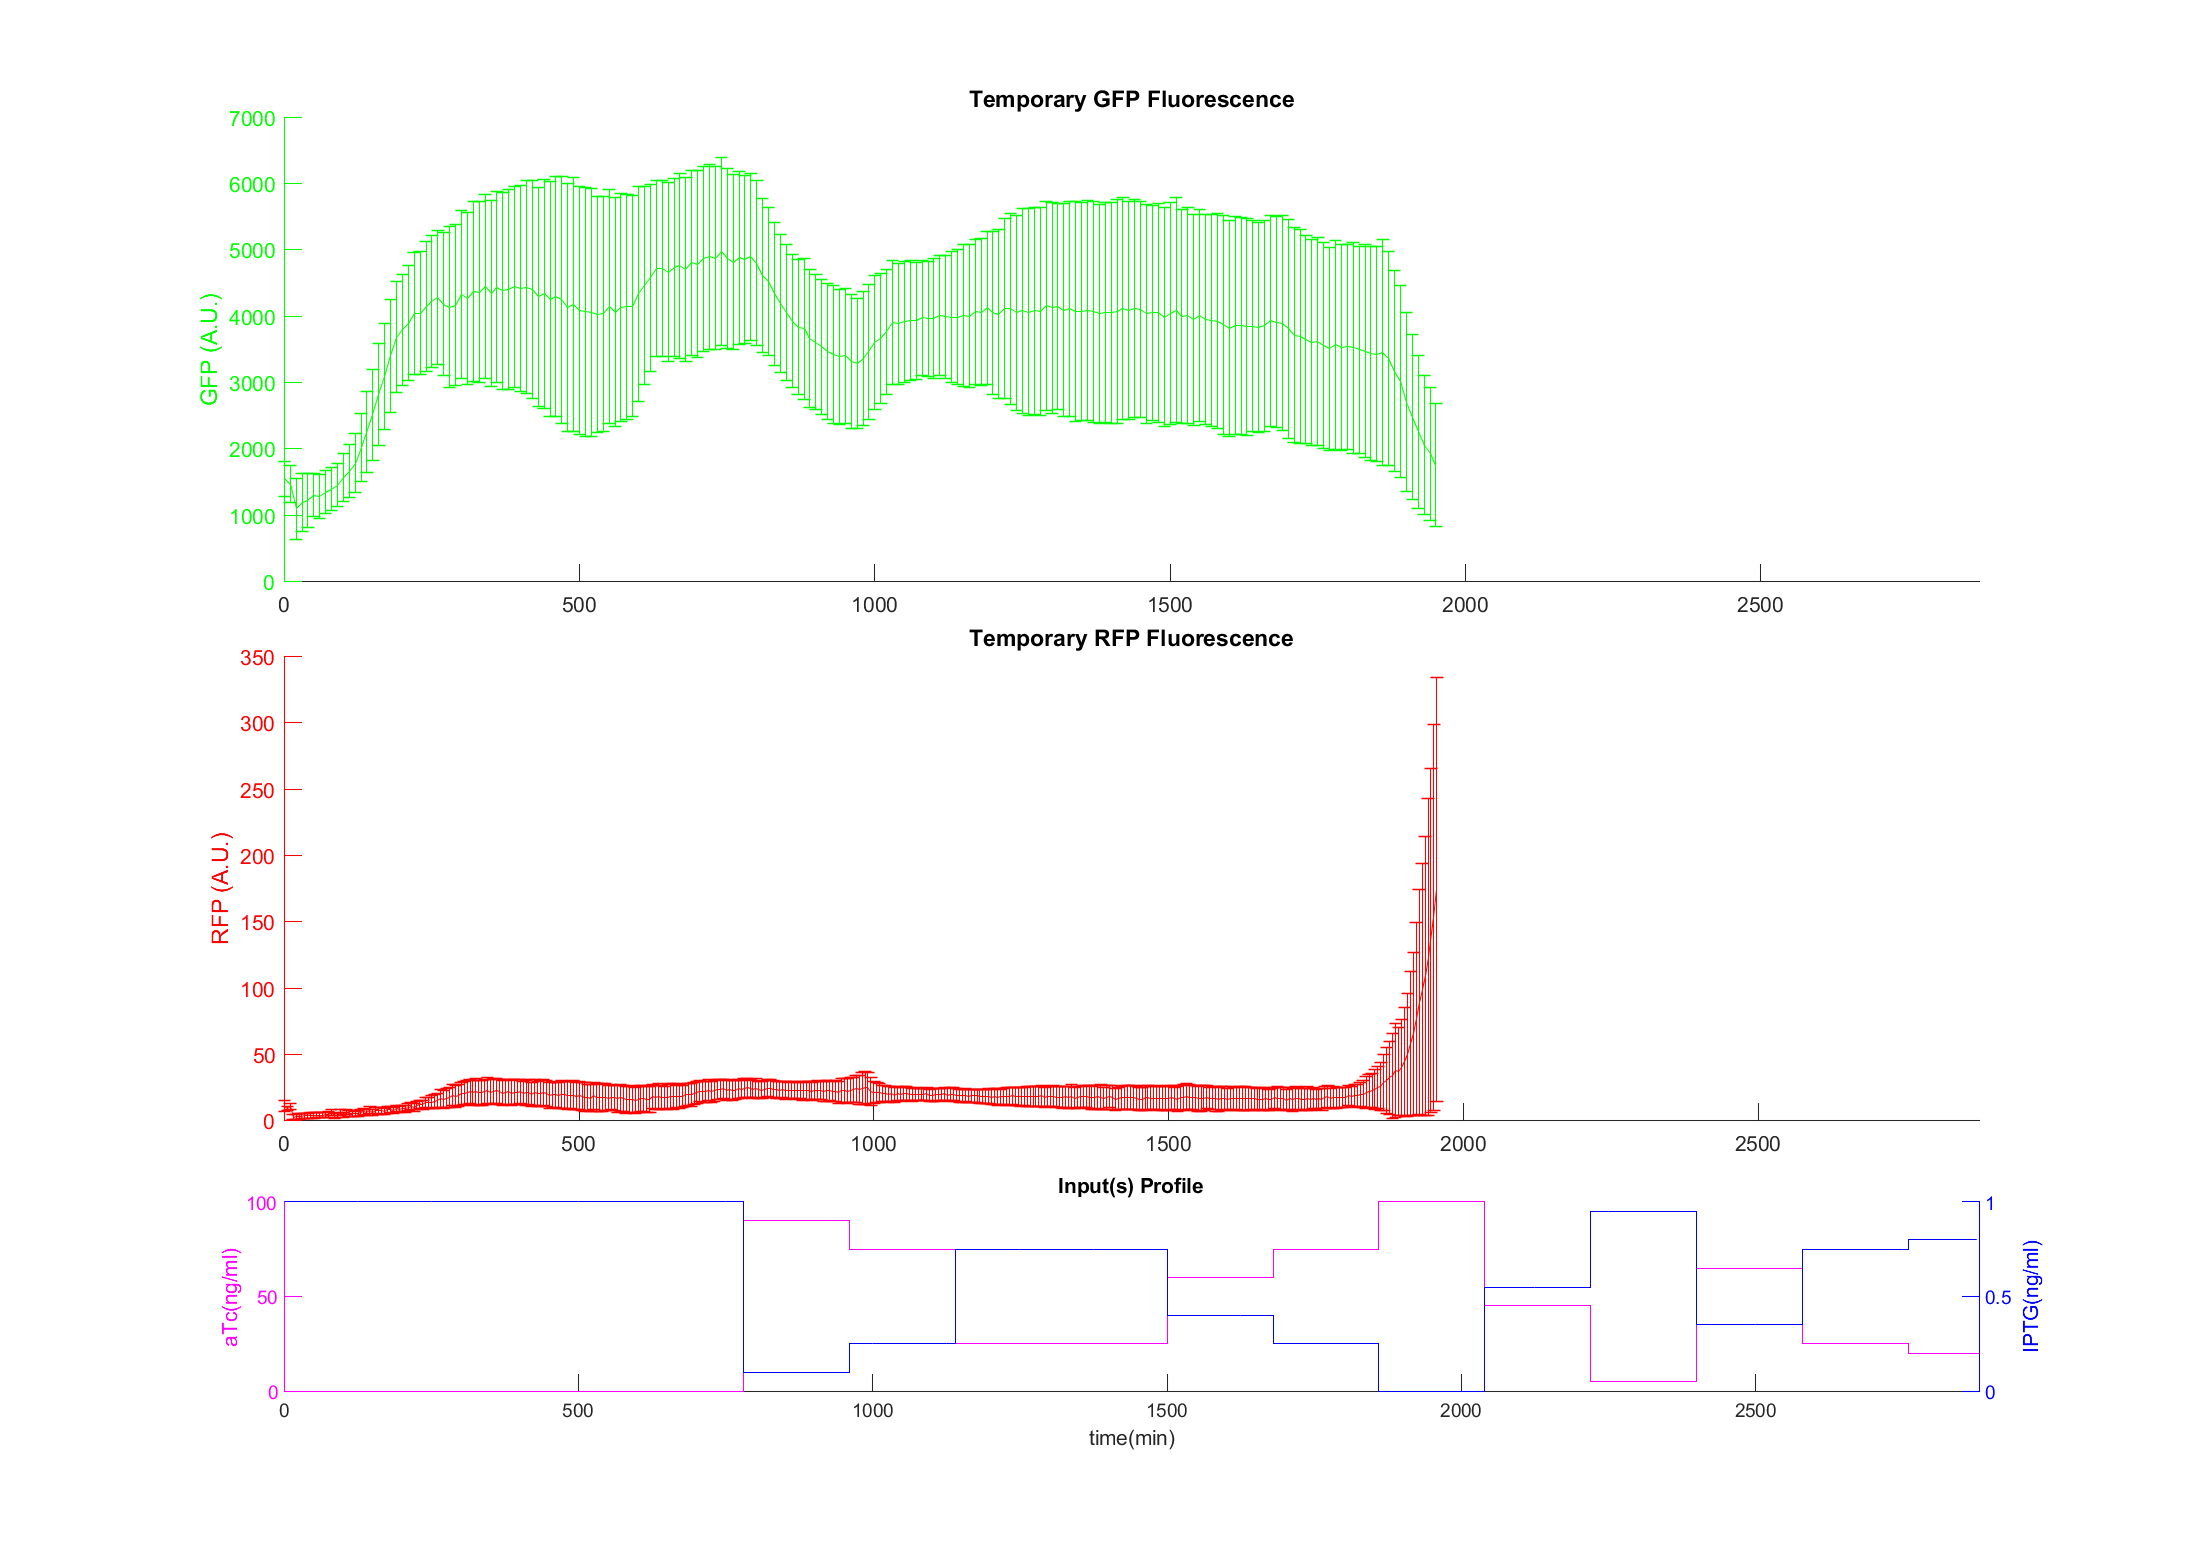 Temporary GFP Fluorescence
7000
6000
5000
4000
3000
2000
1000
0
GFP (A.U.)
0 500 1000 1500 2000 2500
Temporary RFP Fluorescence
350
300
250
200
150
100
50
0
RFP (A.U.)
0 500 1000 1500 2000 2500
Input(s) Profile
100
50
0
aTc(ng/ml)
1
0.5
0
IPTG(ng/ml)
0 500 1000 1500 2000 2500
time(min)